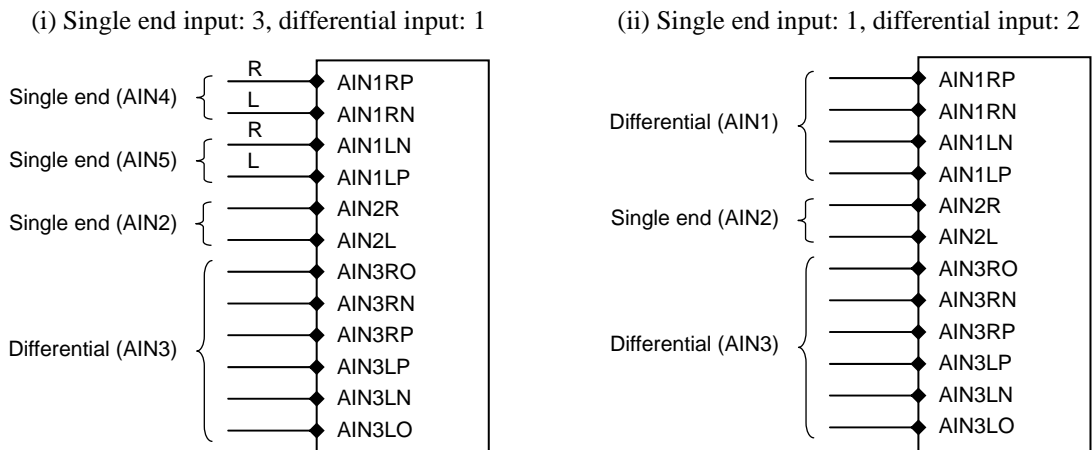 (i) Single end input: 3, differential input: 1
R
Single end (AIN4)
AIN1RP
L
AIN1RN
R
Single end (AIN5)
AIN1LN
L
AIN1LP
Single end (AIN2)
AIN2R
AIN2L
Differential (AIN3)
AIN3RO
AIN3RN
AIN3RP
AIN3LP
AIN3LN
AIN3LO
(ii) Single end input: 1, differential input: 2
Differential (AIN1)
AIN1RP
AIN1RN
AIN1LN
AIN1LP
Single end (AIN2)
AIN2R
AIN2L
Differential (AIN3)
AIN3RO
AIN3RN
AIN3RP
AIN3LP
AIN3LN
AIN3LO